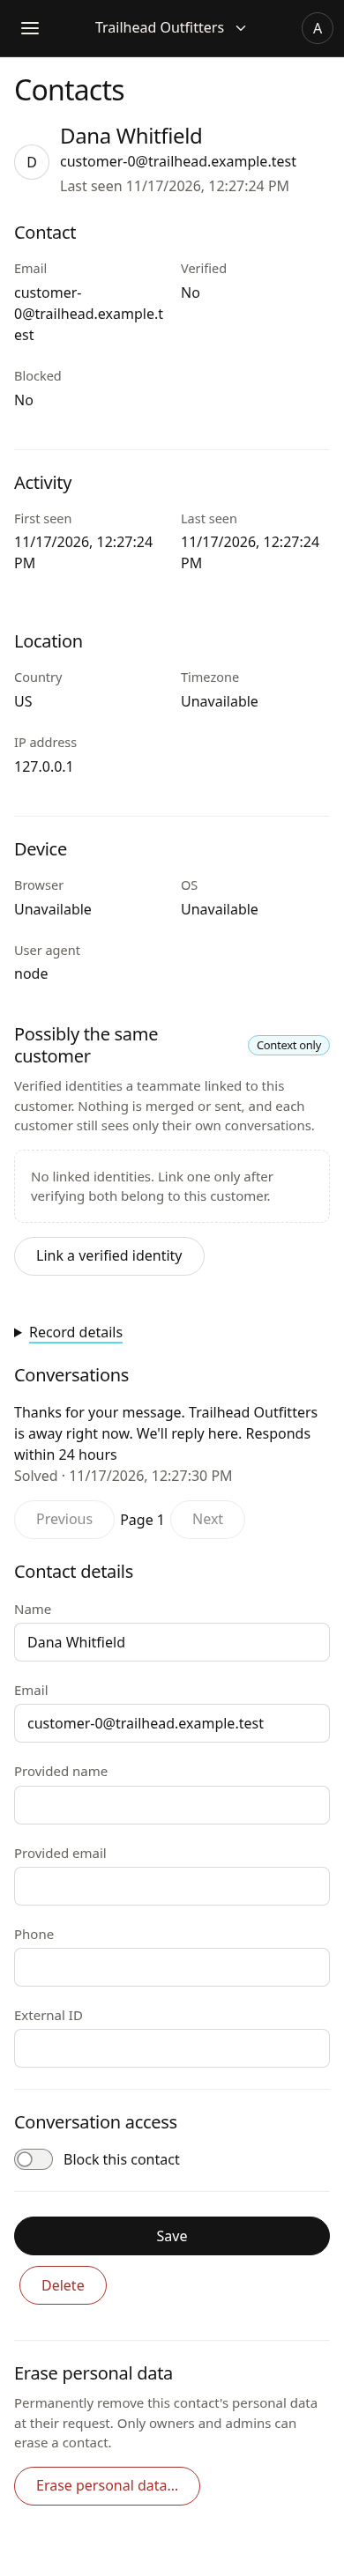 Trailhead Outfitters
A
Contacts
D
Dana Whitfield
customer-0@trailhead.example.test
Last seen 11/17/2026, 12:27:24 PM
Contact
Email
Verified
customer-
0@trailhead.example.t
est
No
Blocked
No
Activity
First seen
Last seen
11/17/2026, 12:27:24
PM
11/17/2026, 12:27:24
PM
Location
Country
Timezone
US
Unavailable
IP address
127.0.0.1
Device
Browser
OS
Unavailable
Unavailable
User agent
node
Possibly the same
customer
Context only
Verified identities a teammate linked to this
customer. Nothing is merged or sent, and each
customer still sees only their own conversations.
No linked identities. Link one only after
verifying both belong to this customer.
Link a verified identity
Record details
Conversations
Thanks for your message. Trailhead Outfitters
is away right now. We'll reply here. Responds
within 24 hours
Solved · 11/17/2026, 12:27:30 PM
Previous
Page 1
Next
Contact details
Name
Dana Whitfield
Email
customer-0@trailhead.example.test
Provided name
Provided email
Phone
External ID
Conversation access
Block this contact
Save
Delete
Erase personal data
Permanently remove this contact's personal data
at their request. Only owners and admins can
erase a contact.
Erase personal data...